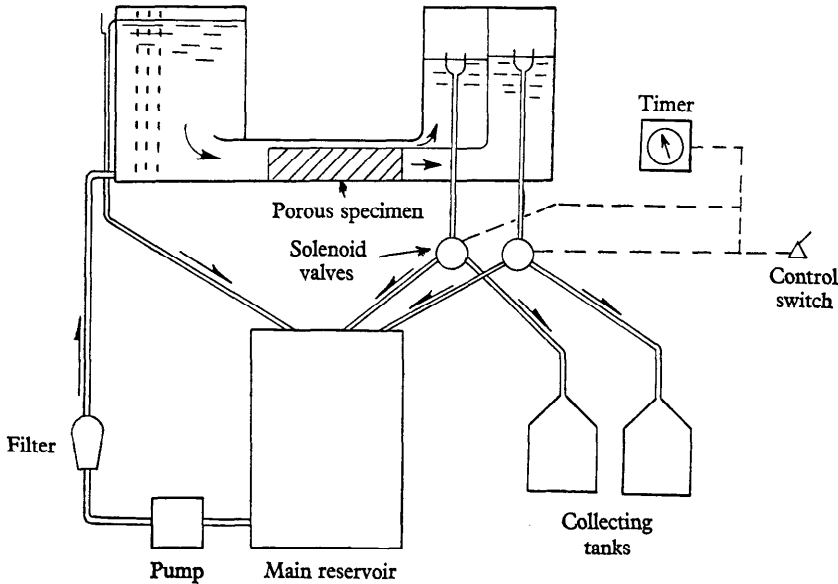 Timer
Porous specimen
Solenoid
valves
Control
switch
Filter
Collecting
tanks
Pump
Main reservoir